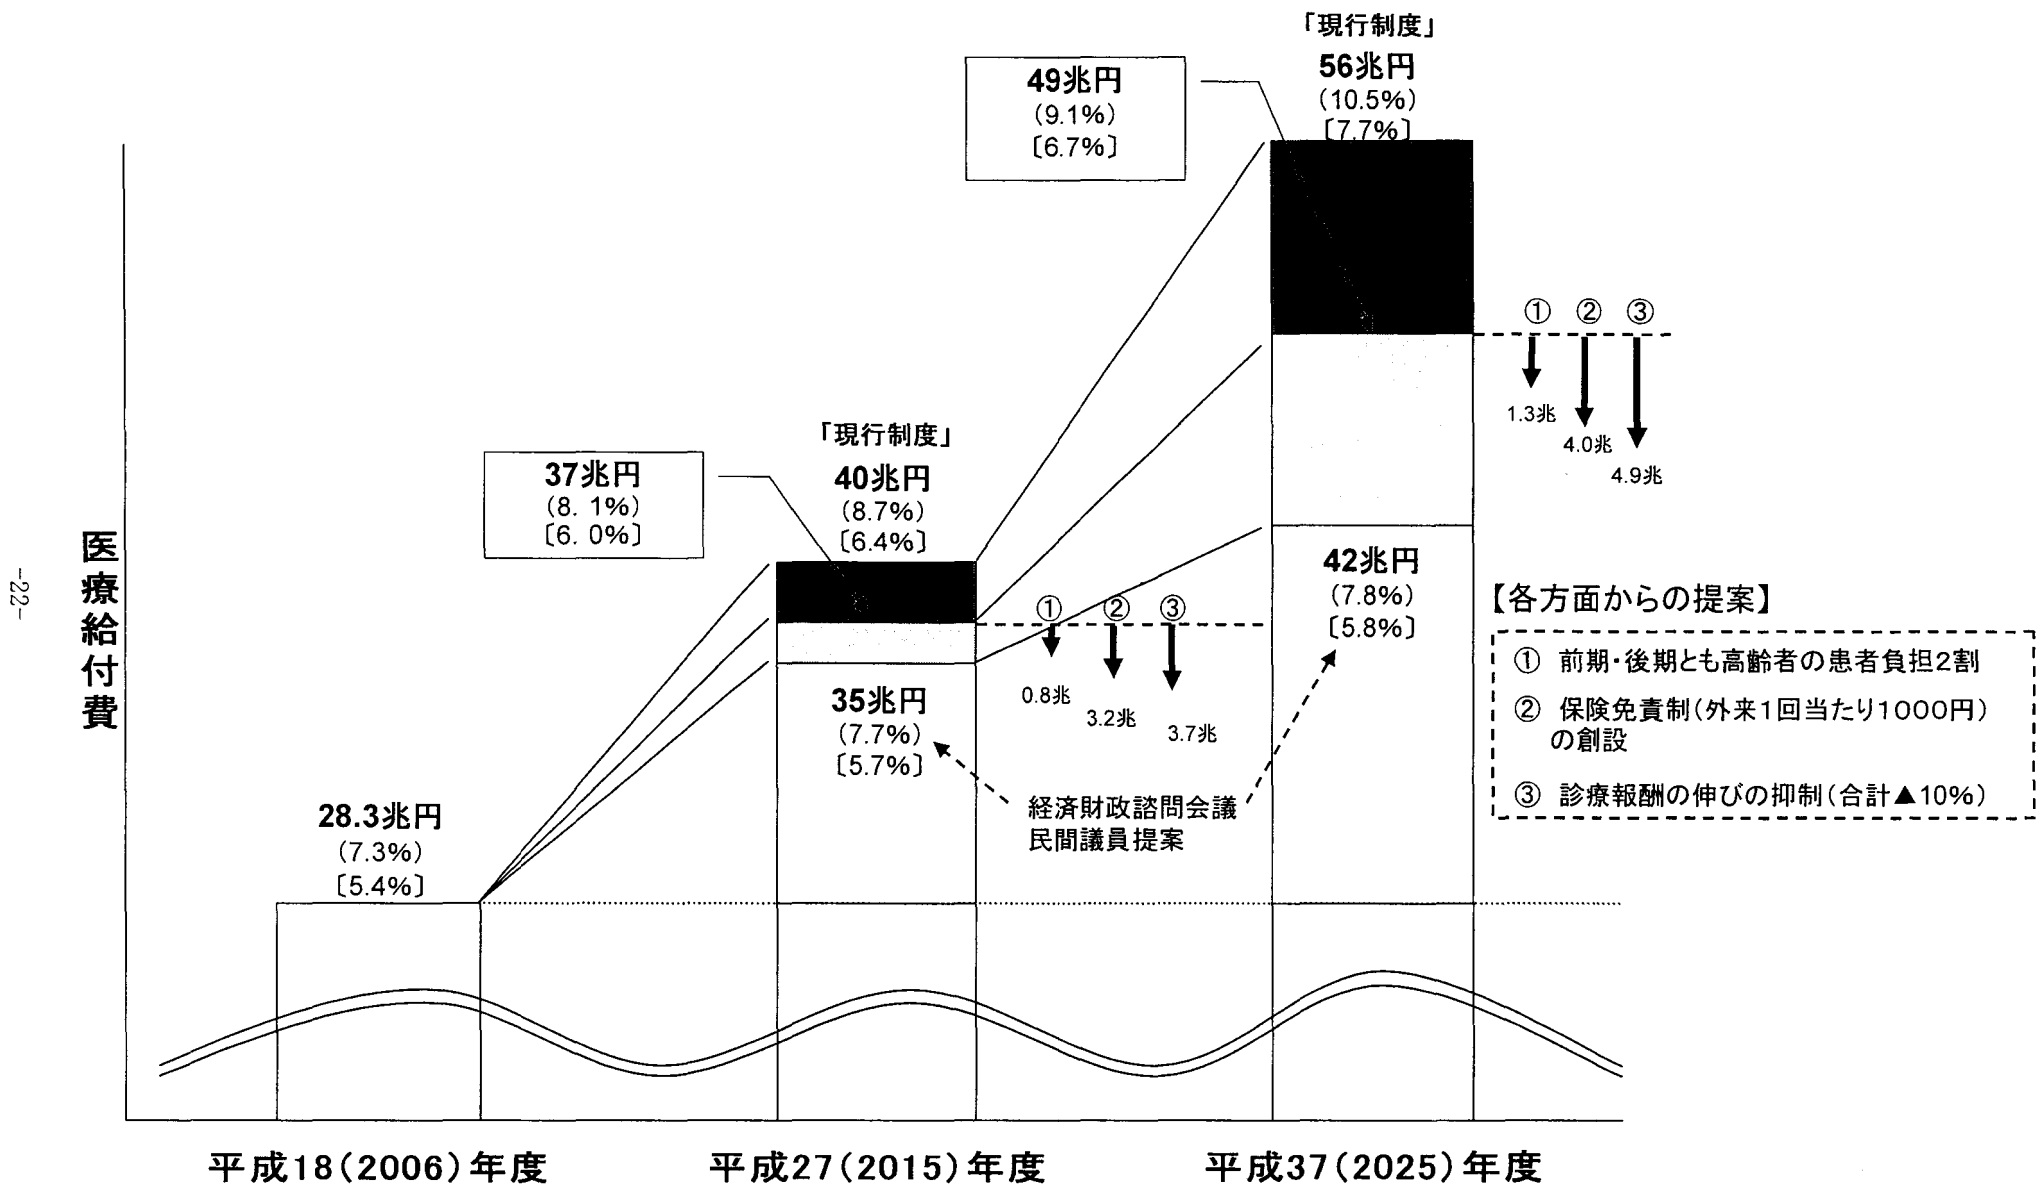 「現行制度」
56兆円
(10.5%)
〔7.7%〕
49兆円
(9.1%)
〔6.7%〕
① ② ③
1.3兆
4.0兆
4.9兆
「現行制度」
40兆円
(8.7%)
〔6.4%〕
37兆円
(8. 1%)
〔6. 0%〕
① ② ③
0.8兆
3.2兆
3.7兆
35兆円
(7.7%)
〔5.7%〕
42兆円
(7.8%)
〔5.8%〕
経済財政諮問会議
民間議員提案
【各方面からの提案】
① 前期・後期とも高齢者の患者負担2割
② 保険免責制(外来1回当たり1000円)
の創設
③ 診療報酬の伸びの抑制(合計▲10%)
28.3兆円
(7.3%)
〔5.4%〕
医療給付費
-22-
平成18(2006)年度
平成27(2015)年度
平成37(2025)年度